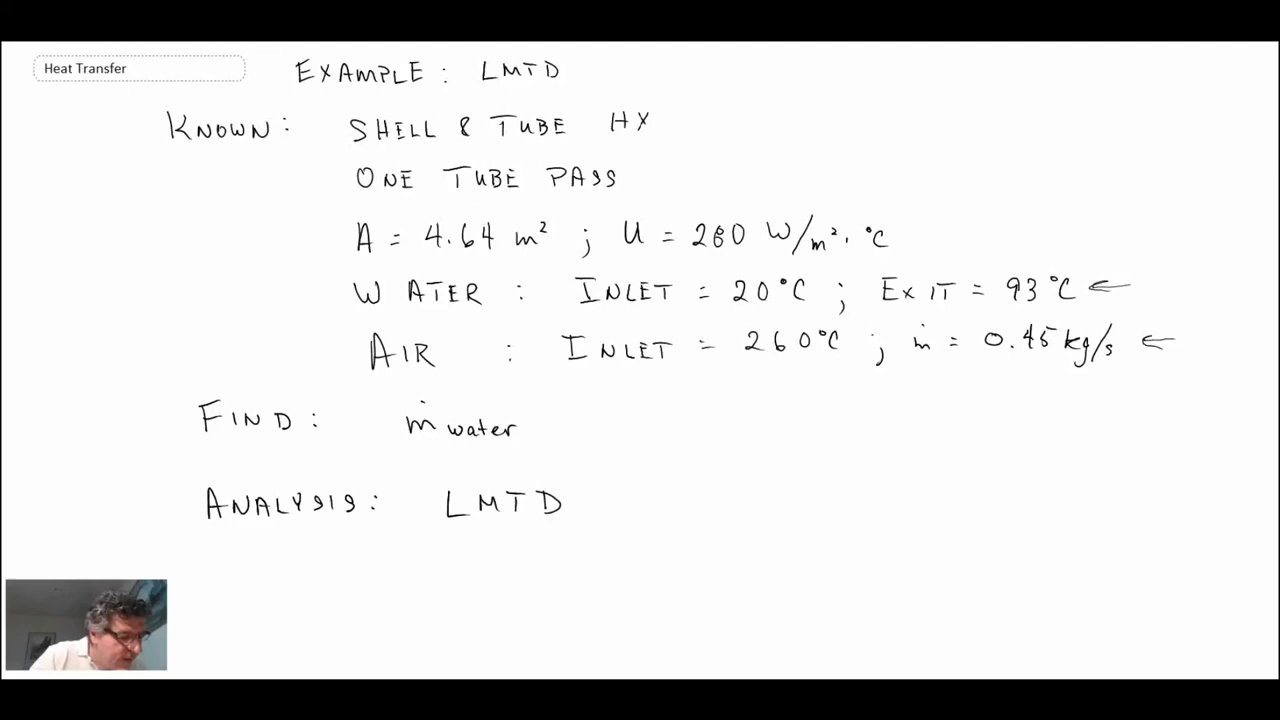 Heat Transfer
EXAMPLE: LMTD
KNOWN: SHELL & TUBE HX
ONE TUBE PASS
A = 4.64 m²; U = 280 W/m².°C
WATER: INLET = 20°C; EXIT = 93°C ←
AIR: INLET = 260°C; ṁ = 0.45 kg/s ←
FIND: ṁ water
ANALYSIS: LMTD